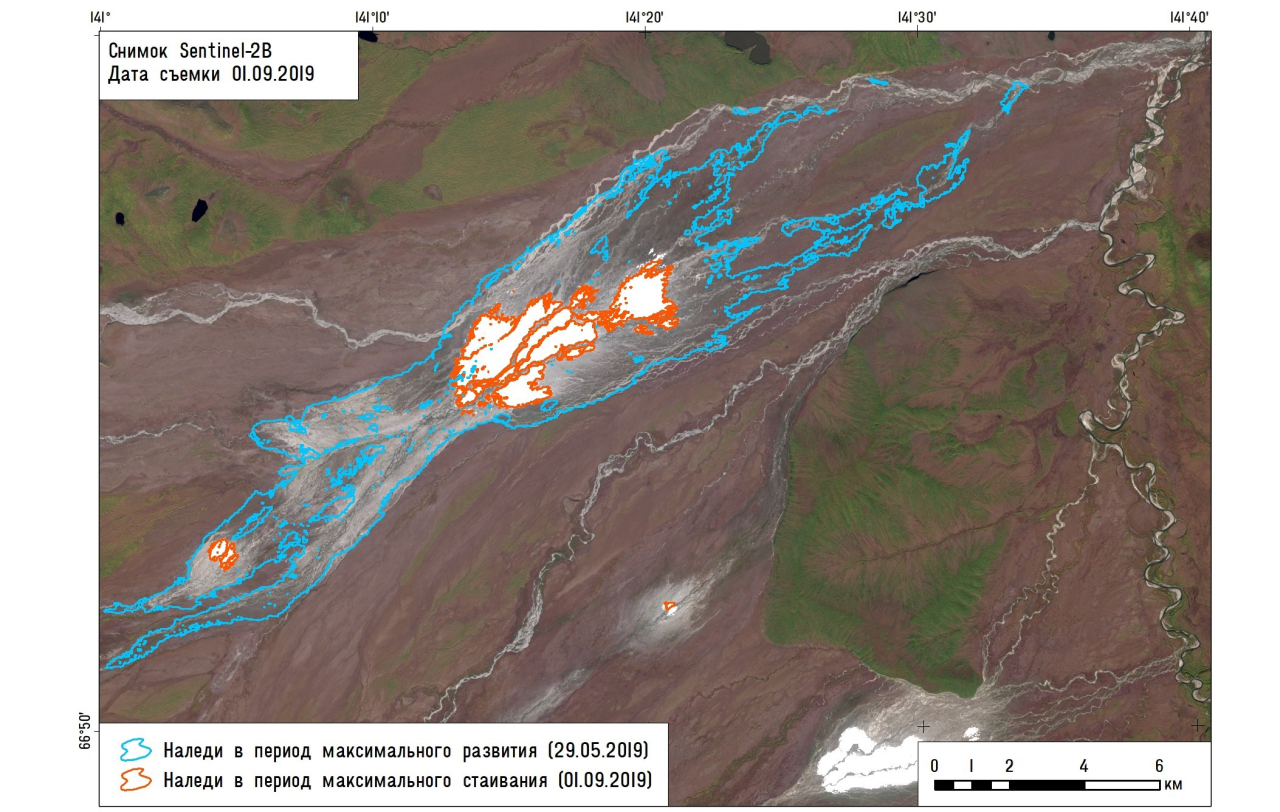 141° 141°10' 141°20' 141°30' 141°40'
Снимок Sentinel-2B
Дата съемки 01.09.2019
66°50'
Наледи в период максимального развития (29.05.2019)
Наледи в период максимального стаивания (01.09.2019)
0 1 2 4 6
км